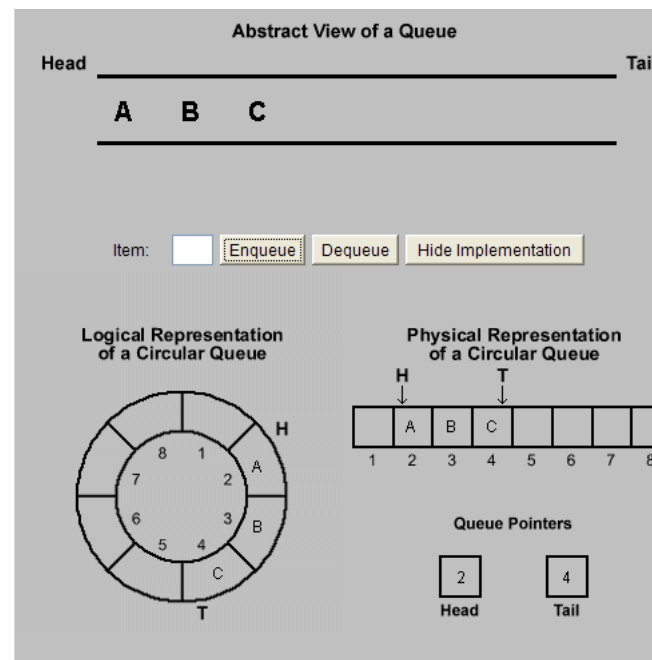 Abstract View of a Queue
Head Tai
A B C
Item: Enqueue Dequeue Hide Implementation
Logical Representation
of a Circular Queue
H
8 1
A
7 2
6 3
B
5 4
C
T
Physical Representation
of a Circular Queue
H T
A B C
1 2 3 4 5 6 7 8
Queue Pointers
2 4
Head Tail